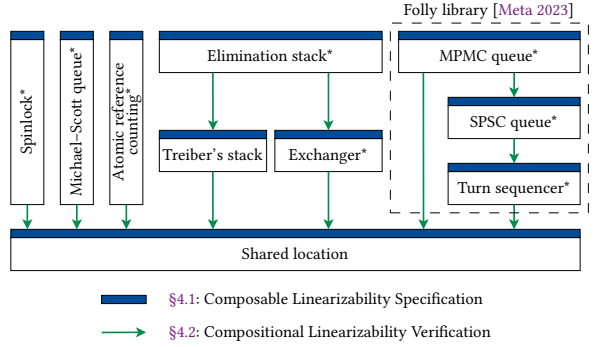 Folly library [Meta 2023]
Spinlock*
Michael–Scott queue*
Atomic reference
counting*
Elimination stack*
MPMC queue*
SPSC queue*
Treiber's stack
Exchanger*
Turn sequencer*
Shared location
§4.1: Composable Linearizability Specification
§4.2: Compositional Linearizability Verification